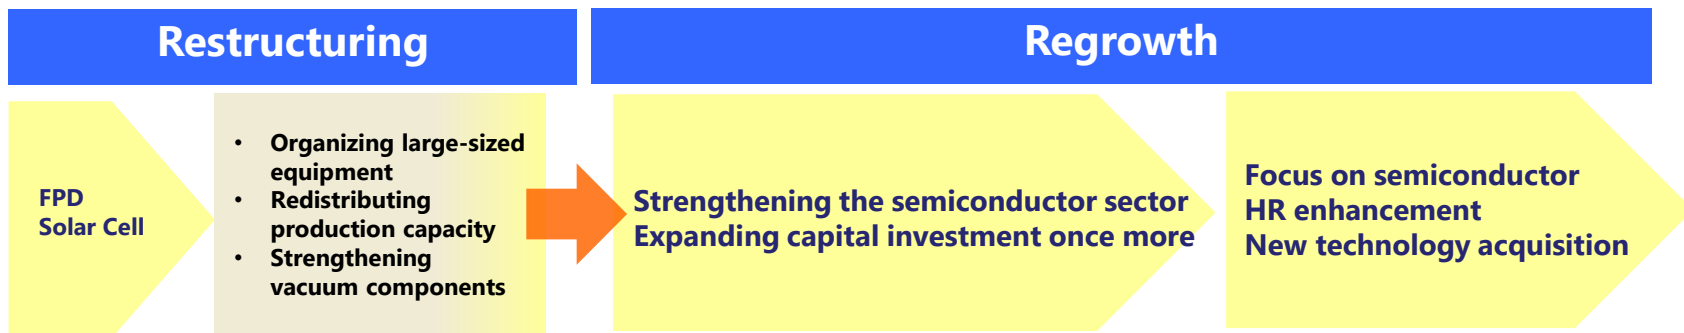 Restructuring
Regrowth
FPD
Solar Cell
• Organizing large-sized
equipment
• Redistributing
production capacity
• Strengthening
vacuum components
Strengthening the semiconductor sector
Expanding capital investment once more
Focus on semiconductor
HR enhancement
New technology acquisition